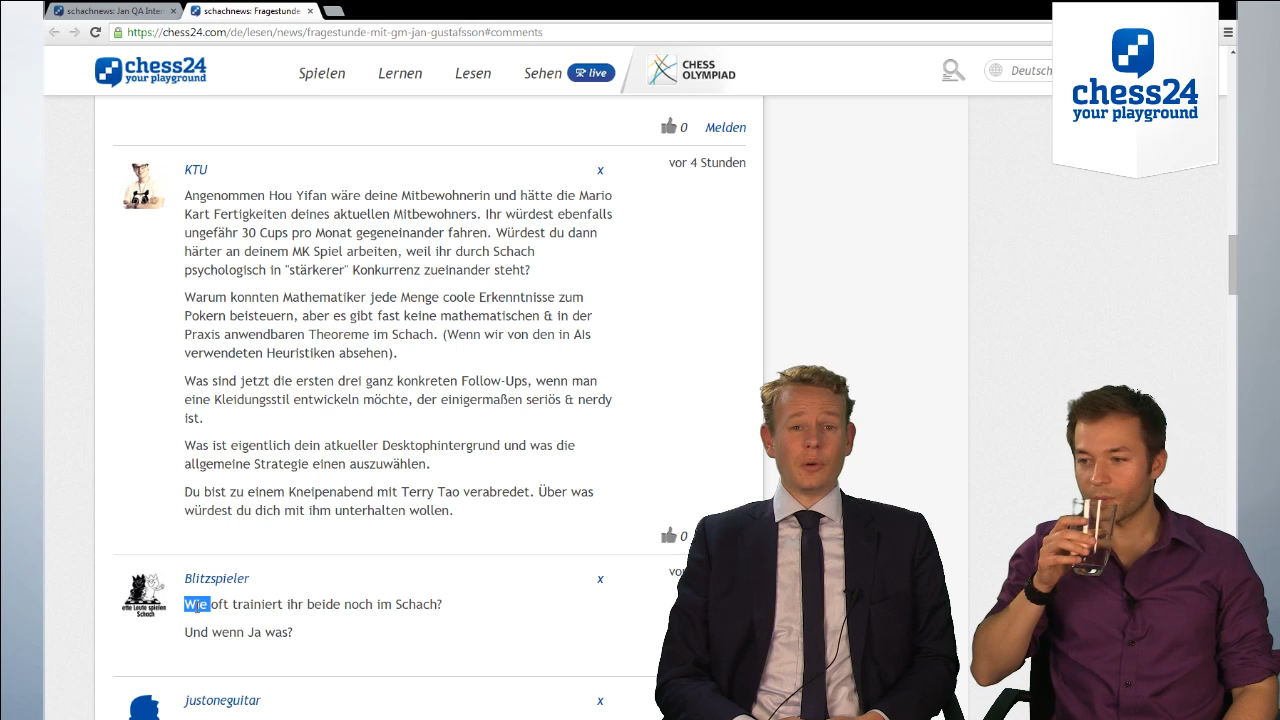 schachnews: Jan QA Inter
schachnews: Fragestunde
https://chess24.com/de/lesen/news/fragestunde-mit-gm-jan-gustafsson#comments
chess24
your playground
Spielen
Lernen
Lesen
Sehen
live
CHESS
OLYMPIAD
Deutsch
chess24
your playground
0
Melden
KTU
x
vor 4 Stunden
Angenommen Hou Yifan wäre deine Mitbewohnerin und hätte die Mario
Kart Fertigkeiten deines aktuellen Mitbewohners. Ihr würdest ebenfalls
ungefähr 30 Cups pro Monat gegeneinander fahren. Würdest du dann
härter an deinem MK Spiel arbeiten, weil ihr durch Schach
psychologisch in "stärkerer" Konkurrenz zueinander steht?
Warum konnten Mathematiker jede Menge coole Erkenntnisse zum
Pokern beisteuern, aber es gibt fast keine mathematischen & in der
Praxis anwendbaren Theoreme im Schach. (Wenn wir von den in AIs
verwendeten Heuristiken absehen).
Was sind jetzt die ersten drei ganz konkreten Follow-Ups, wenn man
eine Kleidungsstil entwickeln möchte, der einigermaßen seriös & nerdy
ist.
Was ist eigentlich dein atkueller Desktophintergrund und was die
allgemeine Strategie einen auszuwählen.
Du bist zu einem Kneipenabend mit Terry Tao verabredet. Über was
würdest du dich mit ihm unterhalten wollen.
0
Blitzspieler
x
vor
ette Leute spielen
Schach
Wie oft trainiert ihr beide noch im Schach?
Und wenn Ja was?
justoneguitar
x